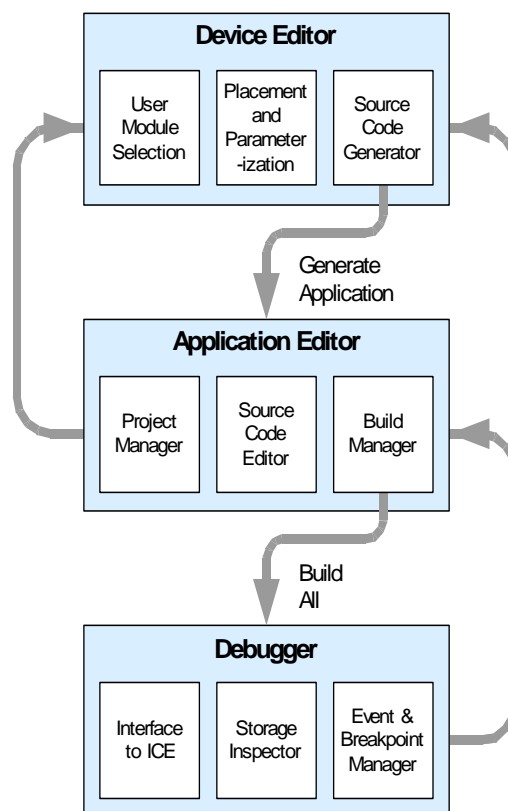 Device Editor
User
Module
Selection
Placement
and
Parameter
-ization
Source
Code
Generator
Generate
Application
Application Editor
Project
Manager
Source
Code
Editor
Build
Manager
Build
All
Debugger
Interface
to ICE
Storage
Inspector
Event &
Breakpoint
Manager